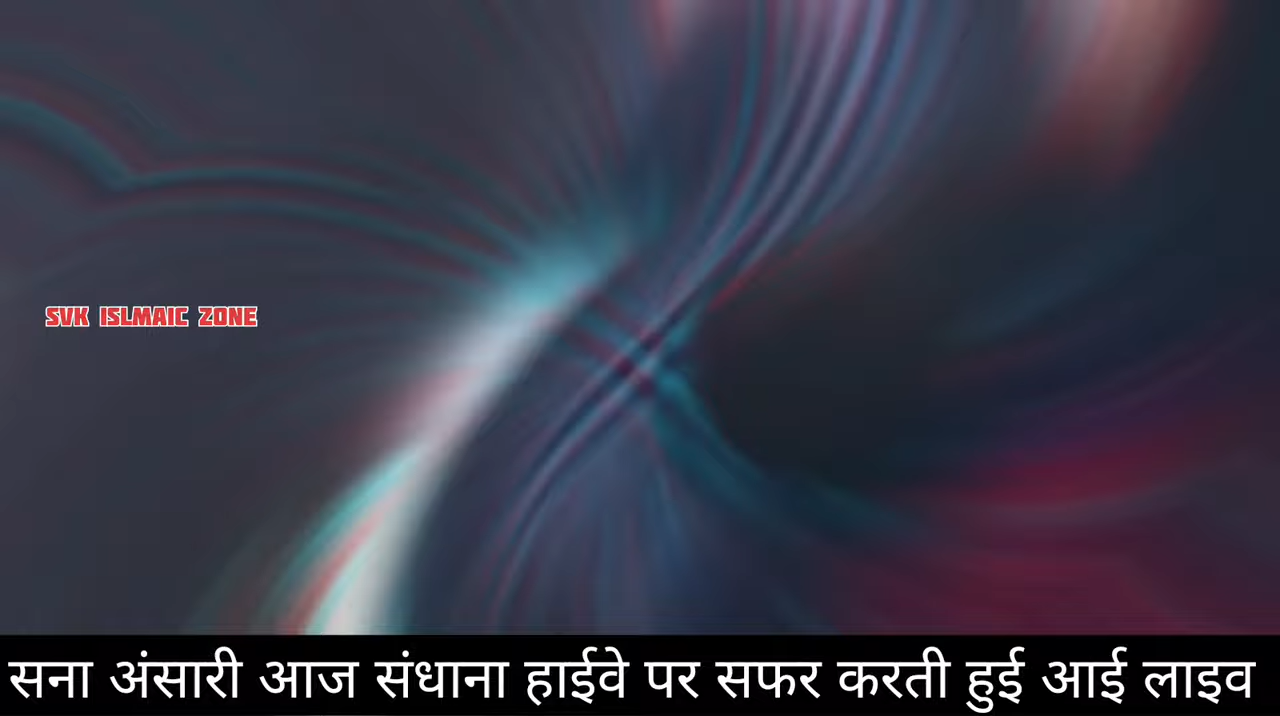 SVK ISLMAIC ZONE
सना अंसारी आज संधाना हाईवे पर सफर करती हुई आई लाइव